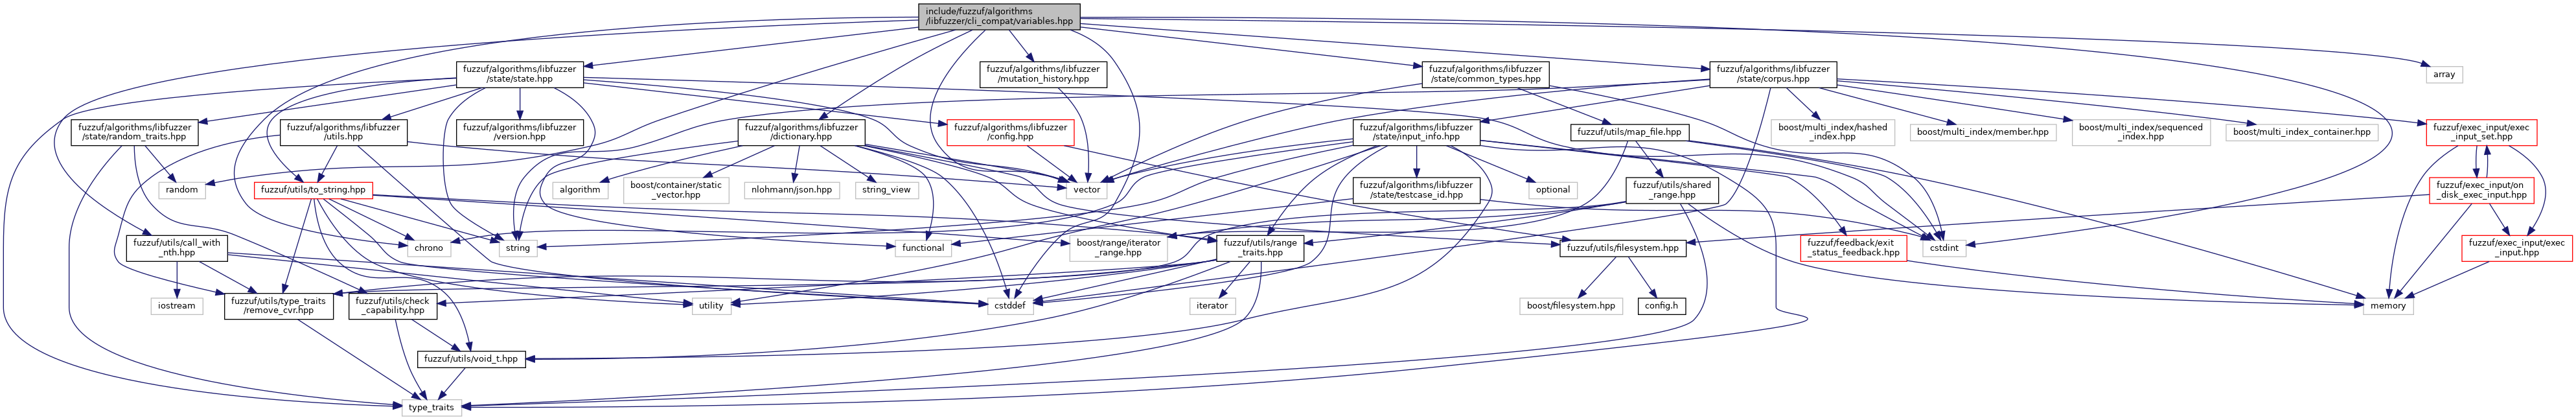 include/fuzzuf/algorithms
/libfuzzer/cli_compat/variables.hpp
fuzzuf/algorithms/libfuzzer
/state/state.hpp
fuzzuf/algorithms/libfuzzer
/mutation_history.hpp
fuzzuf/algorithms/libfuzzer
/state/common_types.hpp
fuzzuf/algorithms/libfuzzer
/state/corpus.hpp
array
fuzzuf/algorithms/libfuzzer
/state/random_traits.hpp
fuzzuf/algorithms/libfuzzer
/utils.hpp
fuzzuf/algorithms/libfuzzer
/version.hpp
fuzzuf/algorithms/libfuzzer
/dictionary.hpp
fuzzuf/algorithms/libfuzzer
/config.hpp
fuzzuf/algorithms/libfuzzer
/state/input_info.hpp
fuzzuf/utils/map_file.hpp
boost/multi_index/hashed
_index.hpp
boost/multi_index/member.hpp
boost/multi_index/sequenced
_index.hpp
boost/multi_index_container.hpp
fuzzuf/exec_input/exec
_input_set.hpp
random
fuzzuf/utils/to_string.hpp
algorithm
boost/container/static
_vector.hpp
nlohmann/json.hpp
string_view
vector
fuzzuf/algorithms/libfuzzer
/state/testcase_id.hpp
optional
fuzzuf/utils/shared
_range.hpp
fuzzuf/exec_input/on
_disk_exec_input.hpp
fuzzuf/utils/call_with
_nth.hpp
chrono
string
functional
boost/range/iterator
_range.hpp
fuzzuf/utils/range
_traits.hpp
fuzzuf/utils/filesystem.hpp
fuzzuf/feedback/exit
_status_feedback.hpp
cstdint
fuzzuf/exec_input/exec
_input.hpp
iostream
fuzzuf/utils/type_traits
/remove_cvr.hpp
fuzzuf/utils/check
_capability.hpp
utility
cstddef
iterator
boost/filesystem.hpp
config.h
memory
fuzzuf/utils/void_t.hpp
type_traits